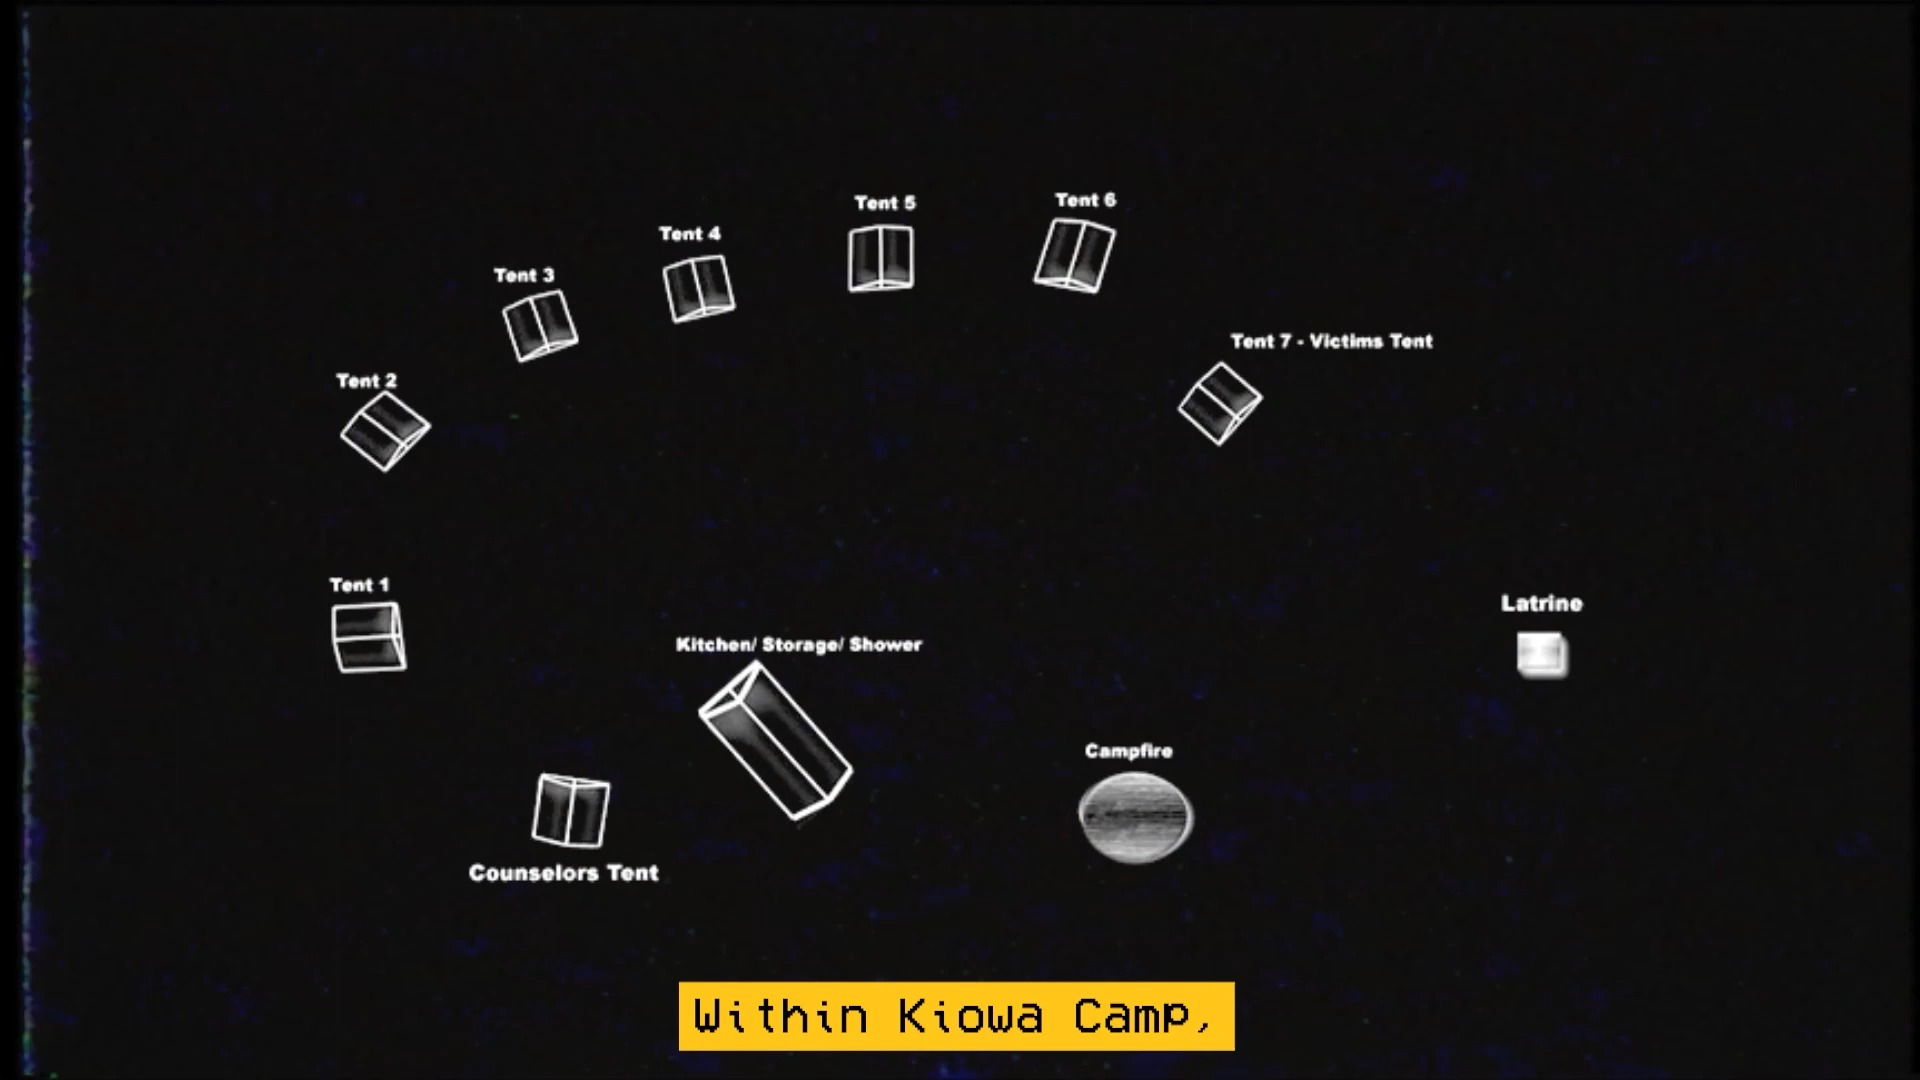 Tent 6
Tent 5
Tent 4
Tent 3
Tent 7 - Victims Tent
Tent 2
Tent 1
Latrine
Kitchen/ Storage/ Shower
Campfire
Counselors Tent
Within Kiowa Camp,